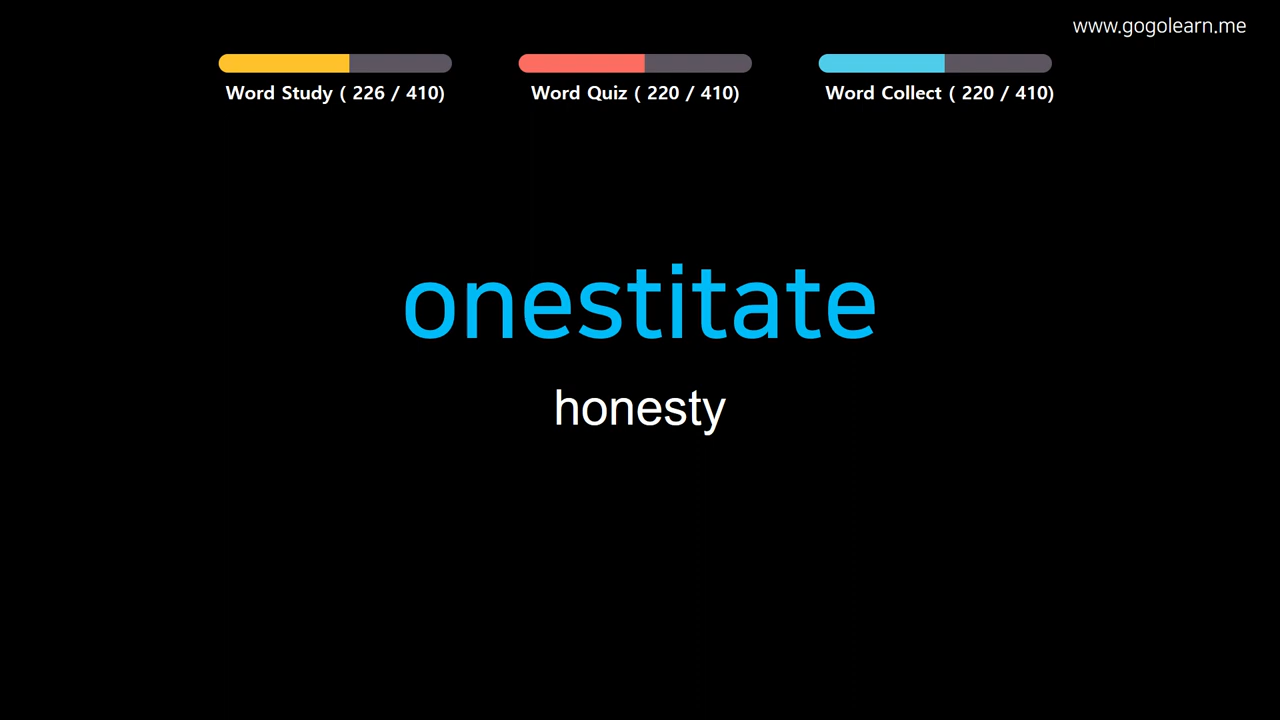 www.gogolearn.me
Word Study ( 226 / 410)
Word Quiz ( 220 / 410)
Word Collect ( 220 / 410)
onestitate
honesty